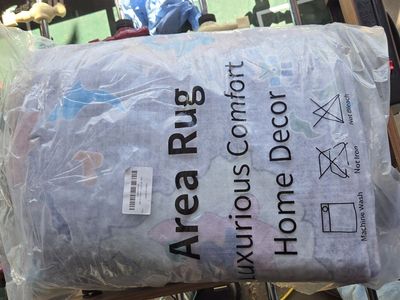 Area Rug
Luxurious Comfort
Home Decor
Machine Wash
Not Iron
Not Bleach